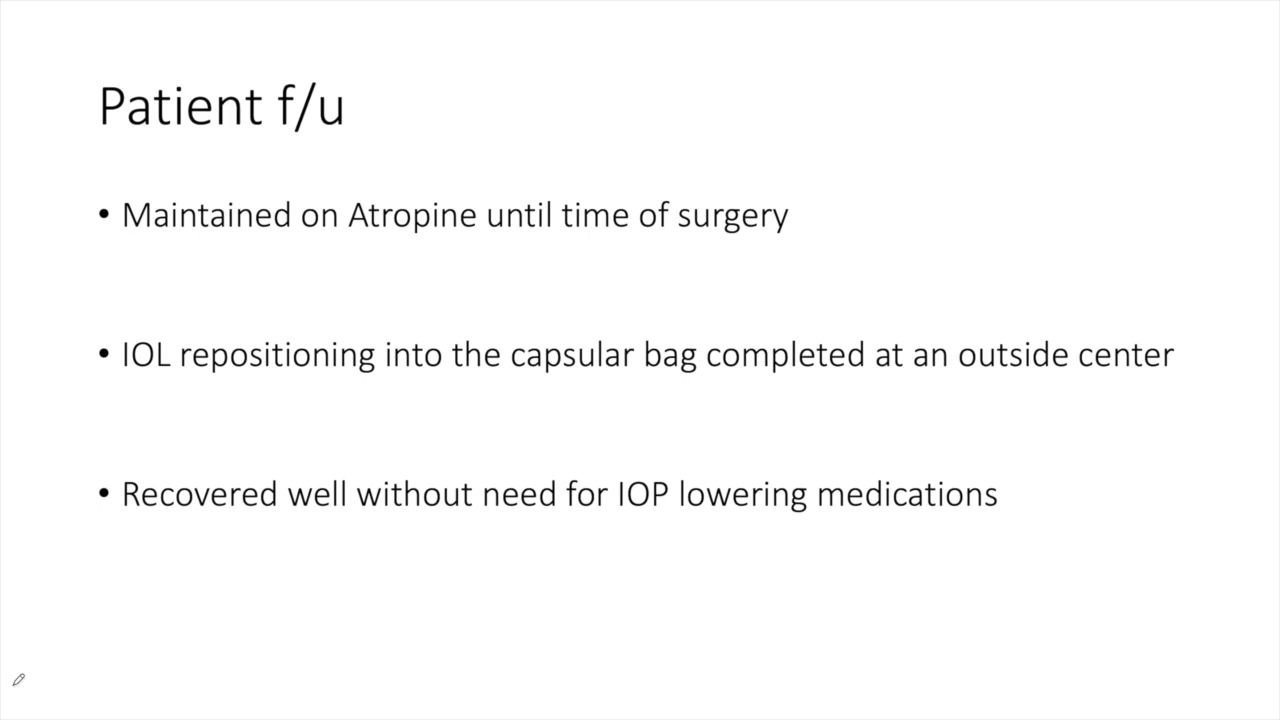 Patient f/u
• Maintained on Atropine until time of surgery
• IOL repositioning into the capsular bag completed at an outside center
• Recovered well without need for IOP lowering medications